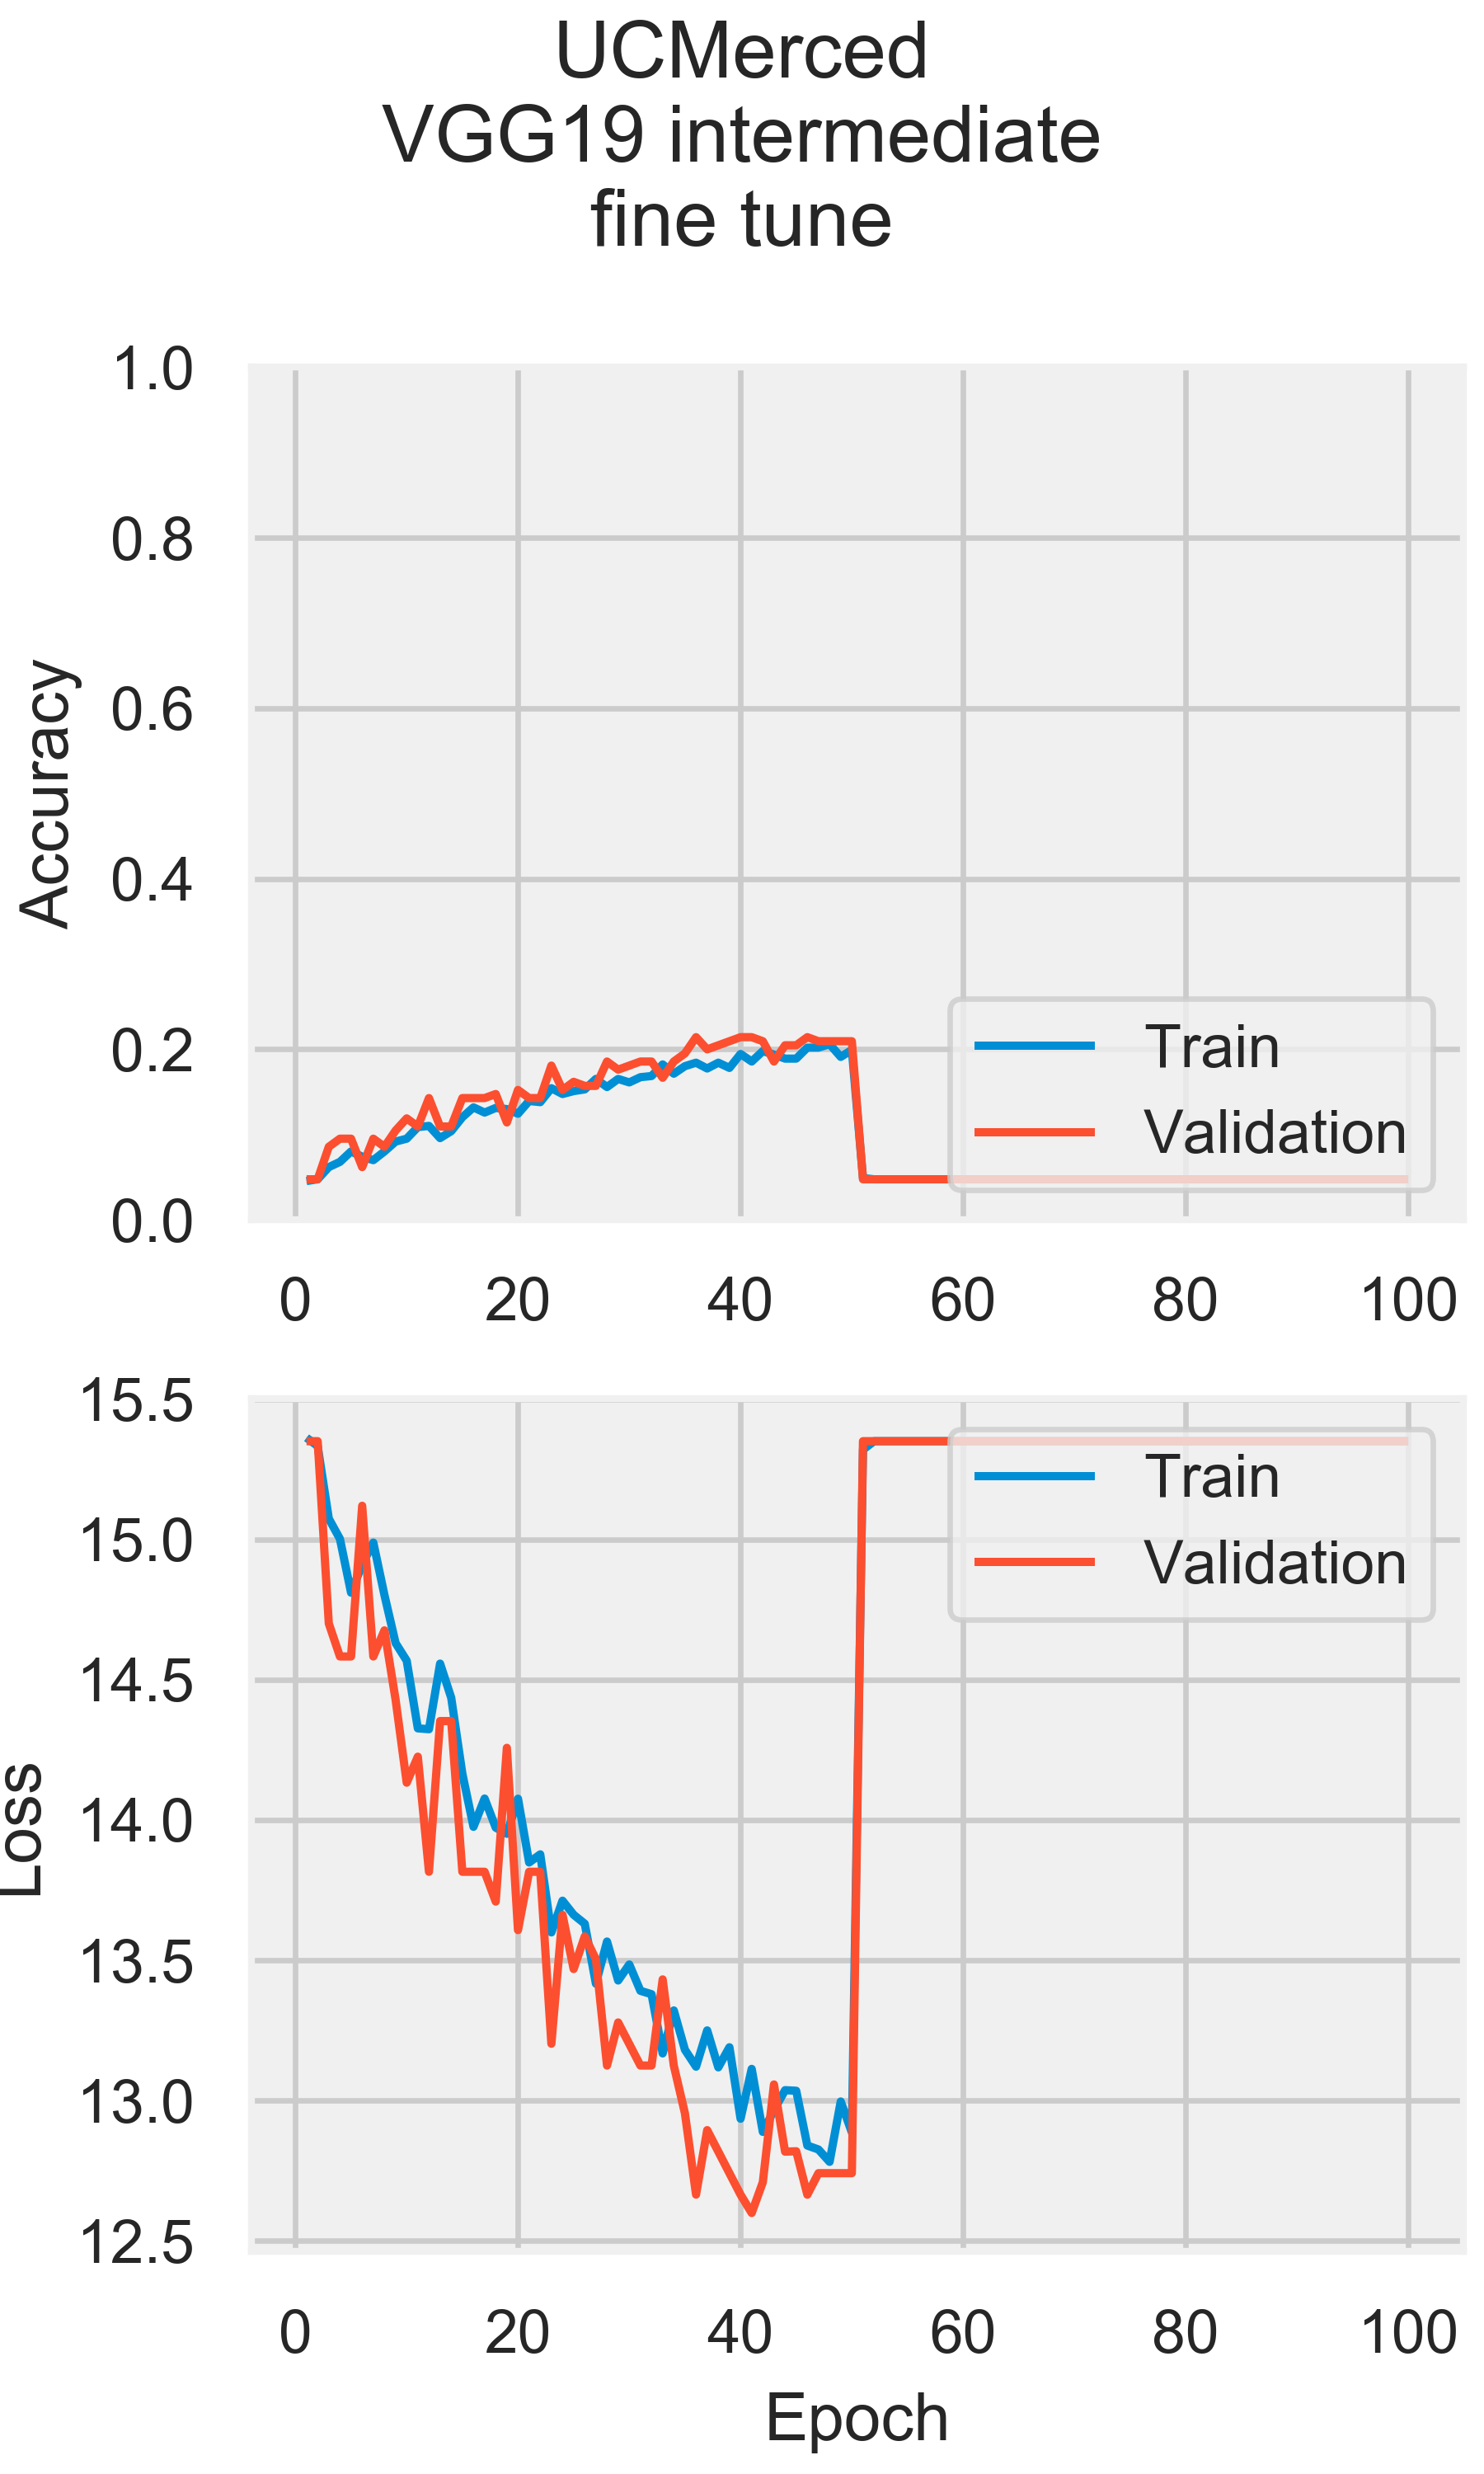 UCMerced
VGG19 intermediate
fine tune
1.0
0.8
0.6
0.4
0.2
0.0
Accuracy
Train
Validation
0 20 40 60 80 100
15.5
15.0
14.5
14.0
13.5
13.0
12.5
Loss
Train
Validation
0 20 40 60 80 100
Epoch